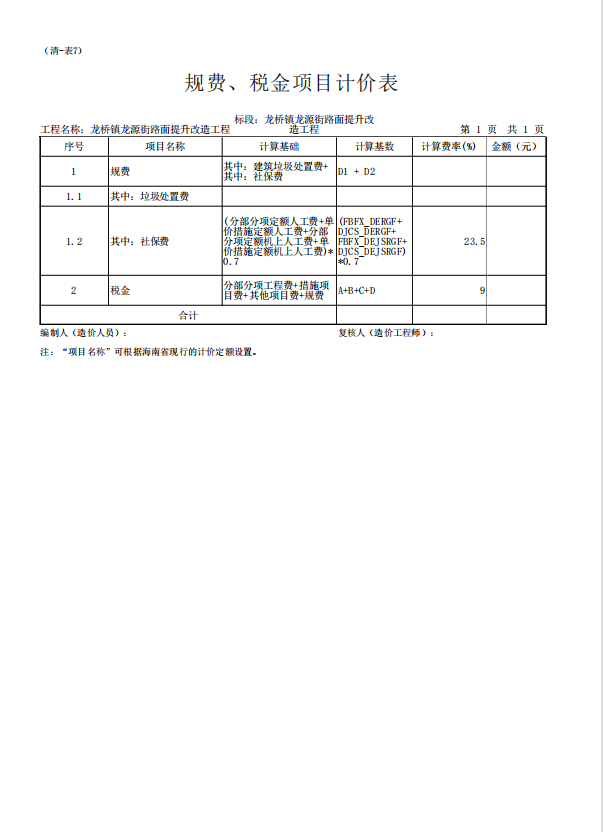 （清-表7）
规费、税金项目计价表
标段：龙桥镇龙源街路面提升改
工程名称：龙桥镇龙源街路面提升改造工程 造工程 第 1 页 共 1 页
序号 项目名称 计算基础 计算基数 计算费率(%) 金额（元）
1 规费 其中：建筑垃圾处置费+ D1 + D2
其中：社保费
1.1 其中：垃圾处置费
(分部分项定额人工费+单 (FBFX_DERGF+
价措施定额人工费+分部 DJCS_DERGF+
1.2 其中：社保费 分项定额机上人工费+单 FBFX_DEJSRGF+ 23.5
价措施定额机上人工费)* DJCS_DEJSRGF)
0.7 *0.7
2 税金 分部分项工程费+措施项 A+B+C+D 9
目费+其他项目费+规费
合计
编制人（造价人员）： 复核人（造价工程师）：
注：“项目名称”可根据海南省现行的计价定额设置。